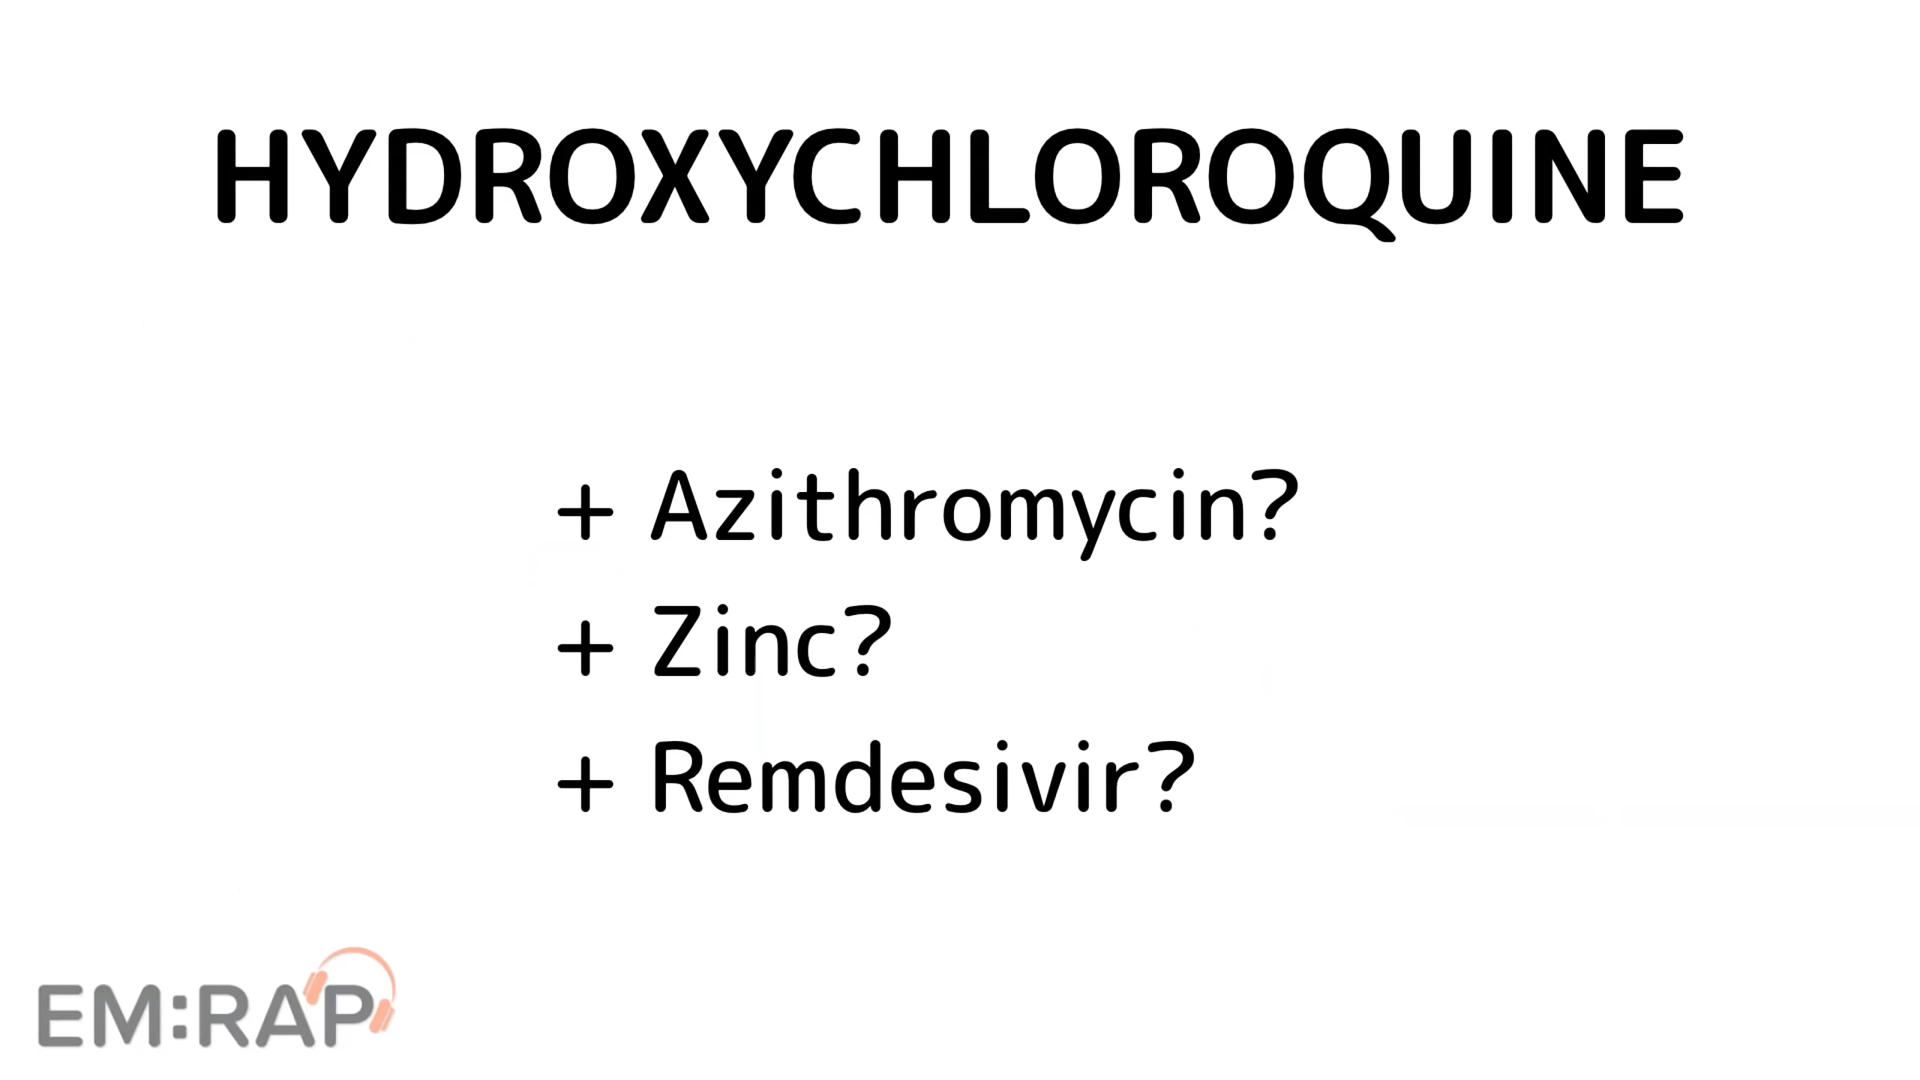 HYDROXYCHLOROQUINE
+ Azithromycin?
+ Zinc?
+ Remdesivir?
EM:RAP